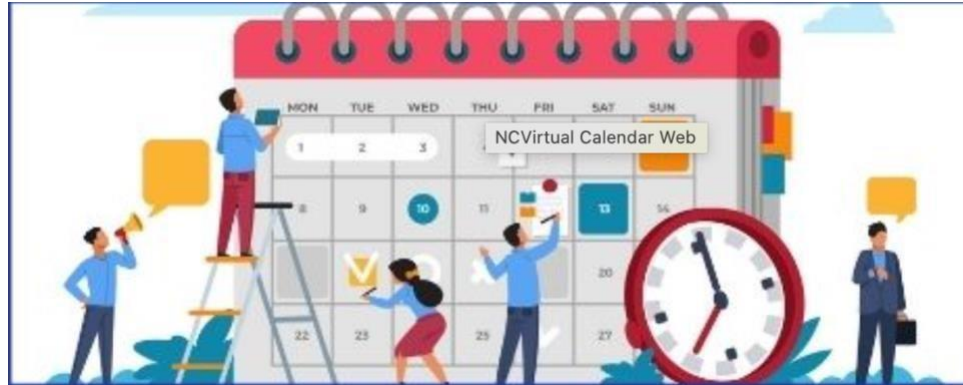 MON TUE WED THU FRI SAT SUN
NCVirtual Calendar Web
1 2 3
8 9 10 11 13 14
20
22 23 25 27